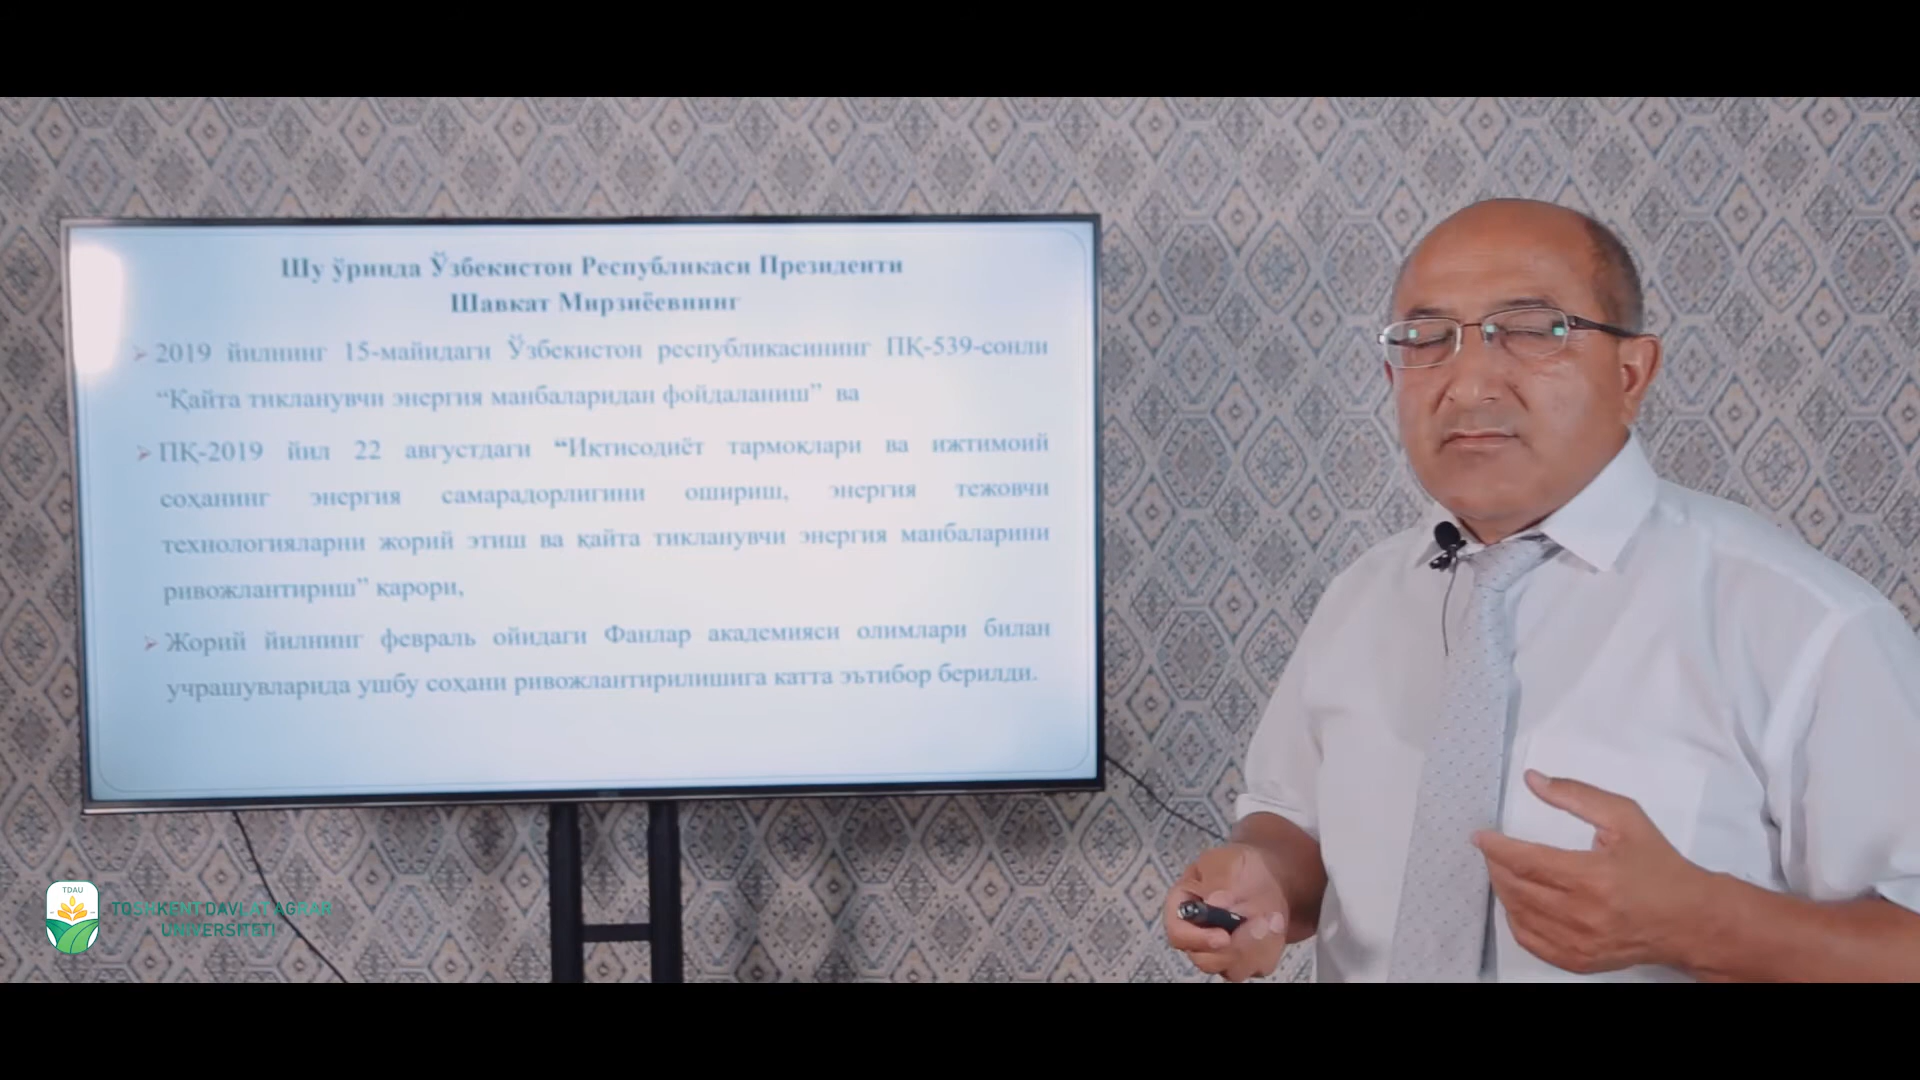 Шу ўринда Ўзбекистон Республикаси Президенти
Шавкат Мирзиёевнинг
➢ 2019 йилнинг 15-майидаги Ўзбекистон республикасининг ПҚ-539-сонли
“Қайта тикланувчи энергия манбаларидан фойдаланиш” ва
➢ ПҚ-2019 йил 22 августдаги “Иқтисодиёт тармоқлари ва ижтимоий
соҳанинг энергия самарадорлигини ошириш, энергия тежовчи
технологияларни жорий этиш ва қайта тикланувчи энергия манбаларини
ривожлантириш” қарори,
➢ Жорий йилнинг февраль ойидаги Фанлар академияси олимлари билан
учрашувларида ушбу соҳани ривожлантирилишига катта эътибор берилди.
TDAU
TOSHKENT DAVLAT AGRAR
UNIVERSITETI